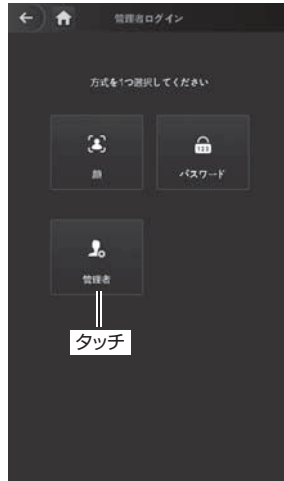 管理者ログイン
方式を1つ選択してください
顔
パスワード
管理者
タッチ